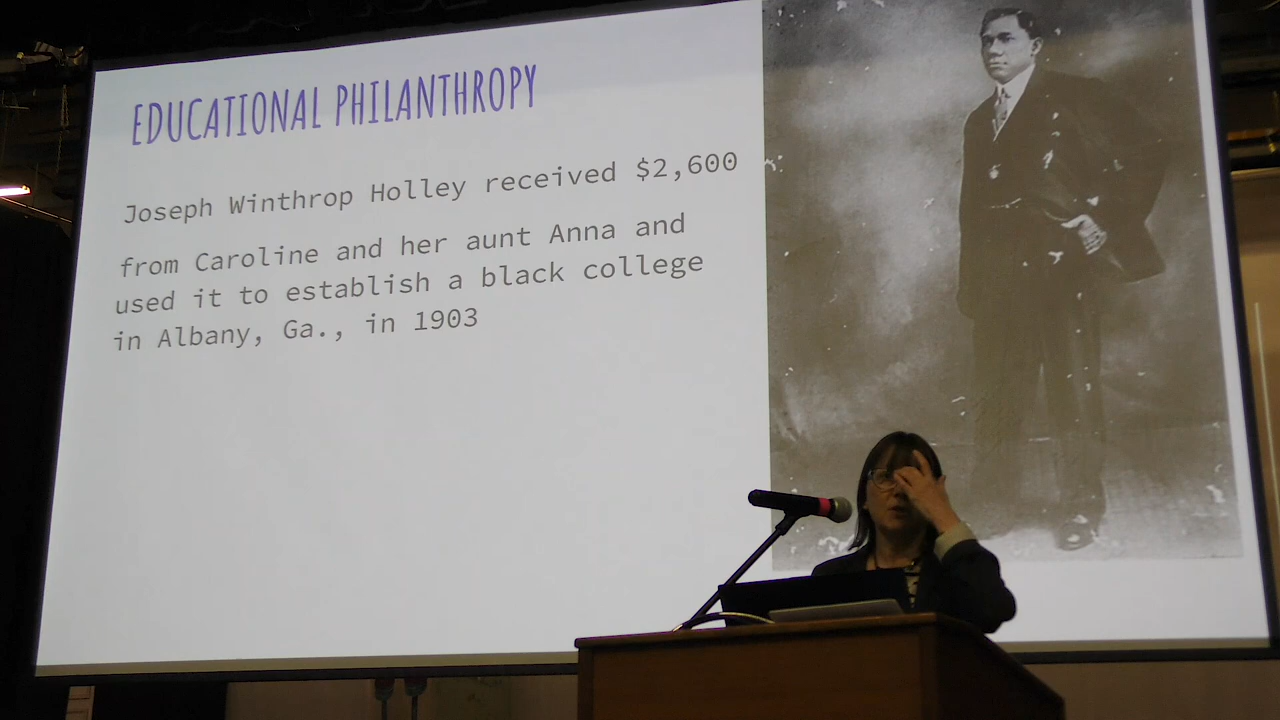 EDUCATIONAL PHILANTHROPY
Joseph Winthrop Holley received $2,600
from Caroline and her aunt Anna and
used it to establish a black college
in Albany, Ga., in 1903